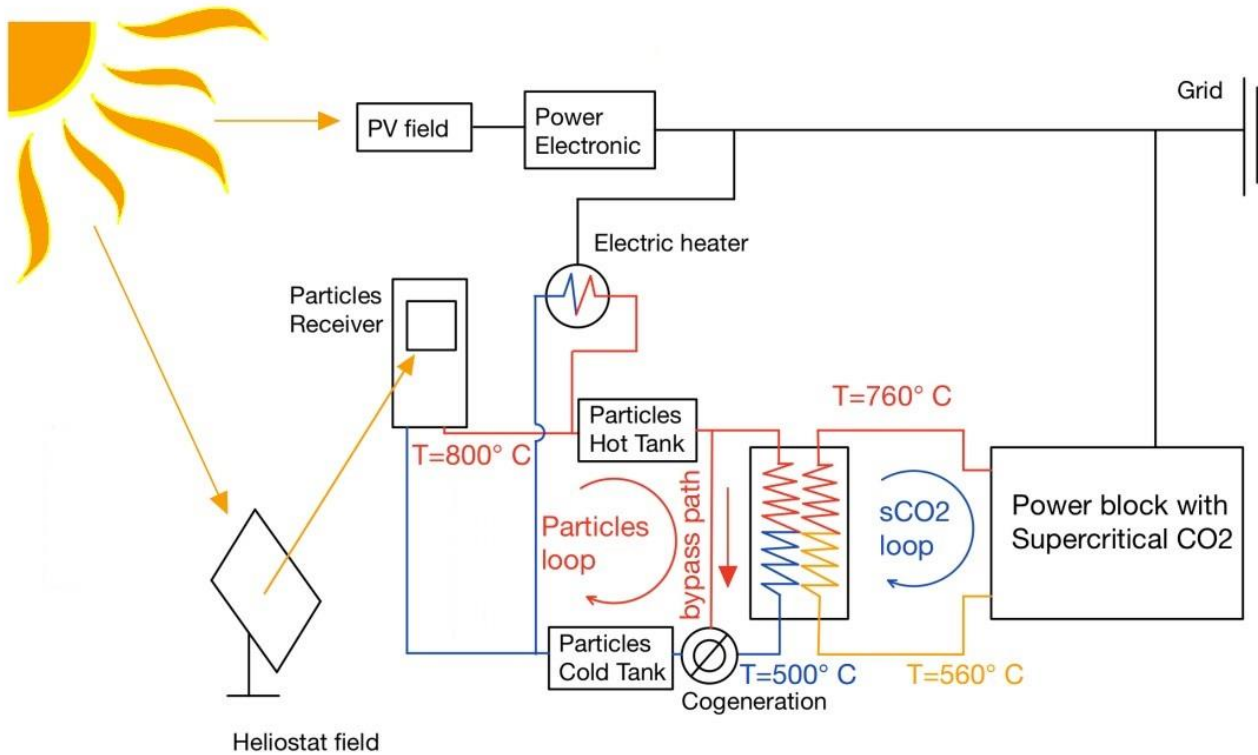 Grid
PV field
Power
Electronic
Electric heater
Particles
Receiver
T=760° C
Particles
Hot Tank
T=800° C
Particles
loop
bypass path
sCO2
loop
Power block with
Supercritical CO2
Particles
Cold Tank
T=500° C
T=560° C
Cogeneration
Heliostat field